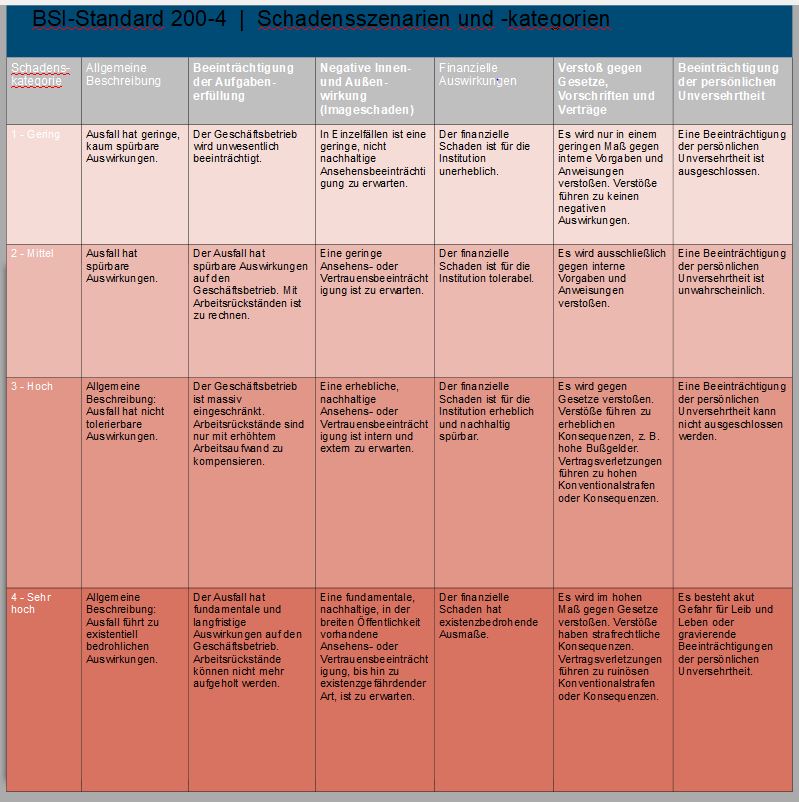 BSI-Standard 200-4 | Schadensszenarien und -kategorien
Schadens-
kategorie
Allgemeine
Beschreibung
Beeinträchtigung
der Aufgaben-
erfüllung
Negative Innen-
und Außen-
wirkung
(Imageschaden)
Finanzielle
Auswirkungen
Verstoß gegen
Gesetze,
Vorschriften und
Verträge
Beeinträchtigung
der persönlichen
Unversehrtheit
1 - Gering
Ausfall hat geringe,
kaum spürbare
Auswirkungen.
Der Geschäftsbetrieb
wird unwesentlich
beeinträchtigt.
In Einzelfällen ist eine
geringe, nicht
nachhaltige
Ansehensbeeinträchti
gung zu erwarten.
Der finanzielle
Schaden ist für die
Institution
unerheblich.
Es wird nur in einem
geringen Maß gegen
interne Vorgaben und
Anweisungen
verstoßen. Verstöße
führen zu keinen
negativen
Auswirkungen.
Eine Beeinträchtigung
der persönlichen
Unversehrtheit ist
ausgeschlossen.
2 - Mittel
Ausfall hat
spürbare
Auswirkungen.
Der Ausfall hat
spürbare Auswirkungen
auf den
Geschäftsbetrieb. Mit
Arbeitsrückständen ist
zu rechnen.
Eine geringe
Ansehens- oder
Vertrauensbeeinträcht
igung ist zu erwarten.
Der finanzielle
Schaden ist für die
Institution tolerabel.
Es wird ausschließlich
gegen interne
Vorgaben und
Anweisungen
verstoßen.
Eine Beeinträchtigung
der persönlichen
Unversehrtheit ist
unwahrscheinlich.
3 - Hoch
Allgemeine
Beschreibung:
Ausfall hat nicht
tolerierbare
Auswirkungen.
Der Geschäftsbetrieb
ist massiv
eingeschränkt.
Arbeitsrückstände sind
nur mit erhöhtem
Arbeitsaufwand zu
kompensieren.
Eine erhebliche,
nachhaltige
Ansehens- oder
Vertrauensbeeinträcht
igung ist intern und
extern zu erwarten.
Der finanzielle
Schaden ist für die
Institution erheblich
und nachhaltig
spürbar.
Es wird gegen
Gesetze verstoßen.
Verstöße führen zu
erheblichen
Konsequenzen, z. B.
hohe Bußgelder.
Vertragsverletzungen
führen zu hohen
Konventionalstrafen
oder Konsequenzen.
Eine Beeinträchtigung
der persönlichen
Unversehrtheit kann
nicht ausgeschlossen
werden.
4 - Sehr
hoch
Allgemeine
Beschreibung:
Ausfall führt zu
existentiell
bedrohlichen
Auswirkungen.
Der Ausfall hat
fundamentale und
langfristige
Auswirkungen auf den
Geschäftsbetrieb.
Arbeitsrückstände
können nicht mehr
aufgeholt werden.
Eine fundamentale,
nachhaltige, in der
breiten Öffentlichkeit
vorhandene
Ansehens- oder
Vertrauensbeeinträcht
igung, bis hin zu
existenzgefährdender
Art, ist zu erwarten.
Der finanzielle
Schaden hat
existenzbedrohende
Ausmaße.
Es wird im hohen
Maß gegen Gesetze
verstoßen. Verstöße
haben strafrechtliche
Konsequenzen.
Vertragsverletzungen
führen zu ruinösen
Konventionalstrafen
oder Konsequenzen.
Es besteht akut
Gefahr für Leib und
Leben oder
gravierende
Beeinträchtigungen
der persönlichen
Unversehrtheit.